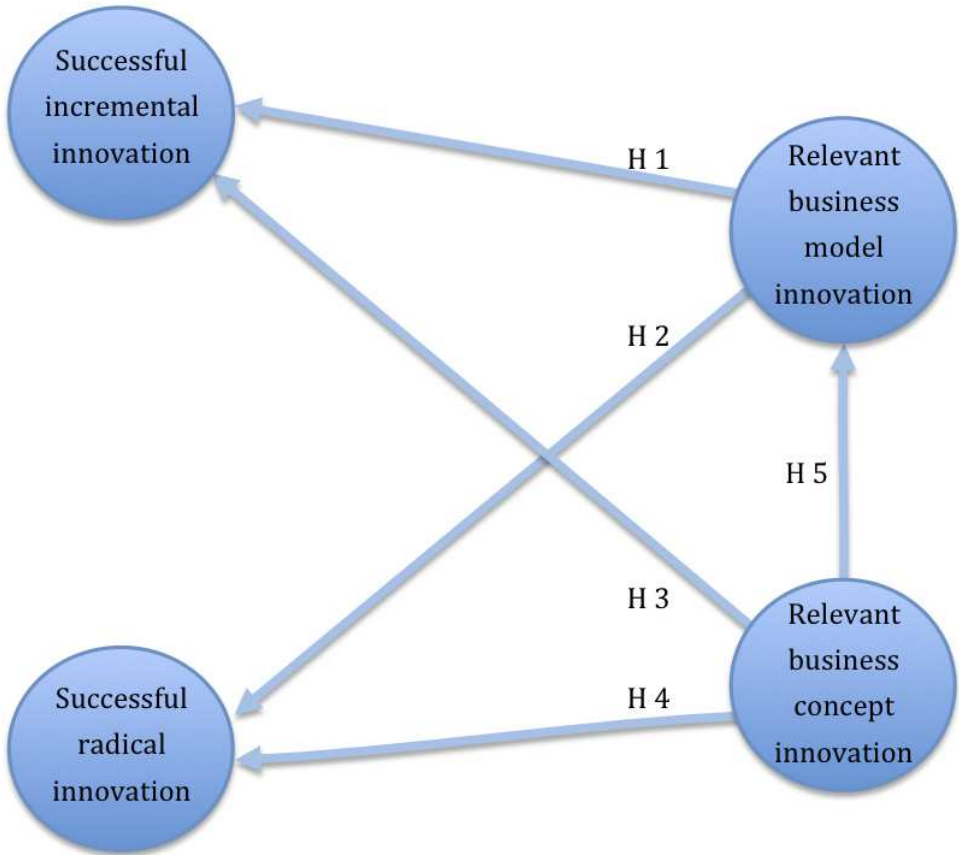 Successful
incremental
innovation
H 1
Relevant
business
model
innovation
H 2
H 5
H 3
Relevant
business
concept
innovation
H 4
Successful
radical
innovation